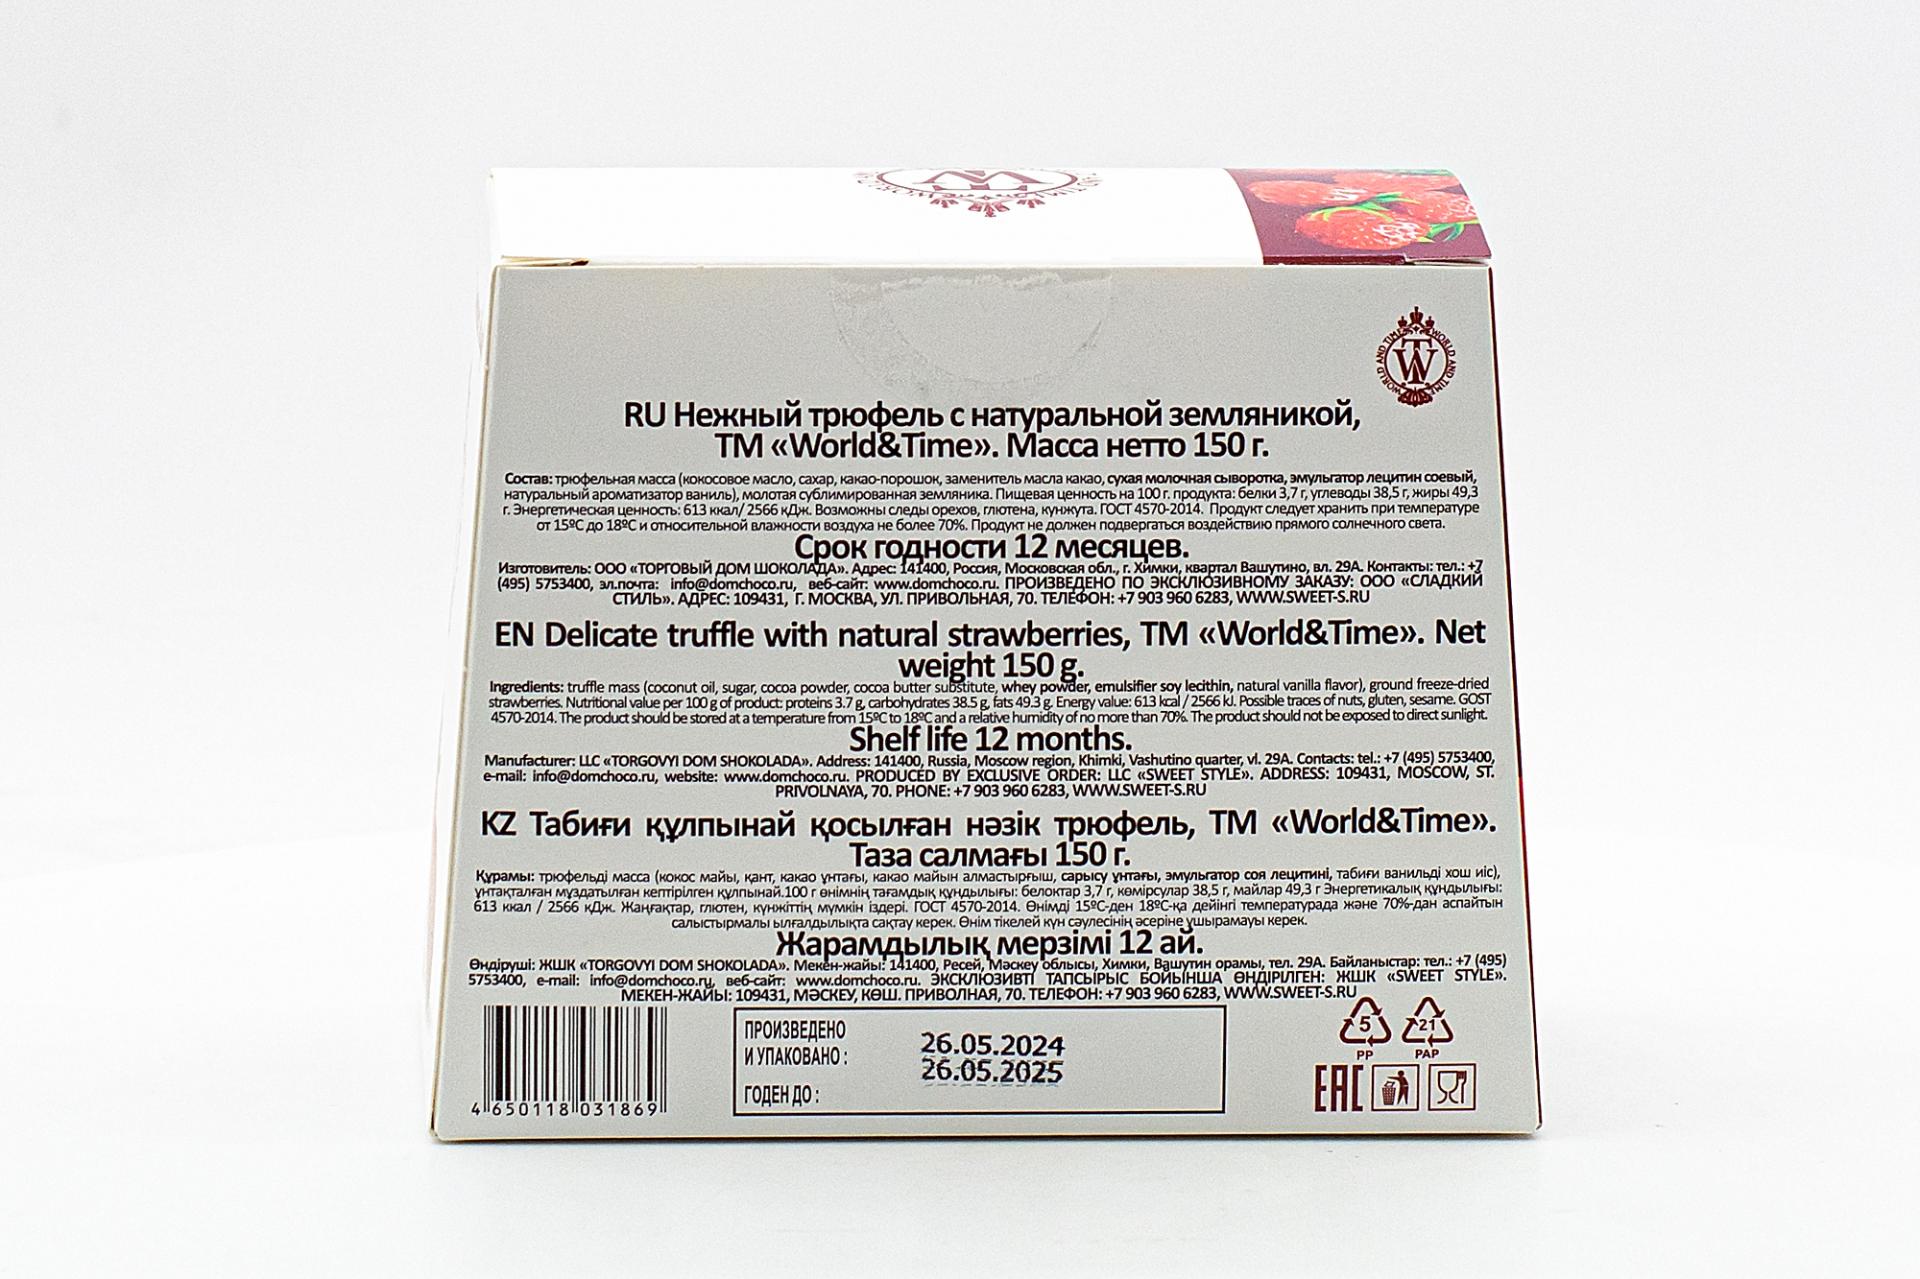 WORLD AND TIME WORLD AND TIME
TW
RU Нежный трюфель с натуральной земляникой,
ТМ «World&Time». Масса нетто 150 г.
Состав: трюфельная масса (кокосовое масло, сахар, какао-порошок, заменитель масла какао, сухая молочная сыворотка, эмульгатор лецитин соевый,
натуральный ароматизатор ваниль), молотая сублимированная земляника. Пищевая ценность на 100 г. продукта: белки 3,7 г, углеводы 38,5 г, жиры 49,3
г. Энергетическая ценность: 613 ккал/ 2566 кДж. Возможны следы орехов, глютена, кунжута. ГОСТ 4570-2014. Продукт следует хранить при температуре
от 15ºС до 18ºС и относительной влажности воздуха не более 70%. Продукт не должен подвергаться воздействию прямого солнечного света.
Срок годности 12 месяцев.
Изготовитель: ООО «ТОРГОВЫЙ ДОМ ШОКОЛАДА». Адрес: 141400, Россия, Московская обл., г. Химки, квартал Вашутино, вл. 29А. Контакты: тел.: +7
(495) 5753400, эл.почта: info@domchoco.ru, веб-сайт: www.domchoco.ru. ПРОИЗВЕДЕНО ПО ЭКСКЛЮЗИВНОМУ ЗАКАЗУ: ООО «СЛАДКИЙ
СТИЛЬ». АДРЕС: 109431, Г. МОСКВА, УЛ. ПРИВОЛЬНАЯ, 70. ТЕЛЕФОН: +7 903 960 6283, WWW.SWEET-S.RU
EN Delicate truffle with natural strawberries, TM «World&Time». Net
weight 150 g.
Ingredients: truffle mass (coconut oil, sugar, cocoa powder, cocoa butter substitute, whey powder, emulsifier soy lecithin, natural vanilla flavor), ground freeze-dried
strawberries. Nutritional value per 100 g of product: proteins 3.7 g, carbohydrates 38.5 g, fats 49.3 g. Energy value: 613 kcal / 2566 kJ. Possible traces of nuts, gluten, sesame. GOST
4570-2014. The product should be stored at a temperature from 15ºC to 18ºC and a relative humidity of no more than 70%. The product should not be exposed to direct sunlight.
Shelf life 12 months.
Manufacturer: LLC «TORGOVYI DOM SHOKOLADA». Address: 141400, Russia, Moscow region, Khimki, Vashutino quarter, vl. 29A. Contacts: tel.: +7 (495) 5753400,
e-mail: info@domchoco.ru, website: www.domchoco.ru. PRODUCED BY EXCLUSIVE ORDER: LLC «SWEET STYLE». ADDRESS: 109431, MOSCOW, ST.
PRIVOLNAYA, 70. PHONE: +7 903 960 6283, WWW.SWEET-S.RU
KZ Табиғи құлпынай қосылған нәзік трюфель, ТМ «World&Time».
Таза салмағы 150 г.
Құрамы: трюфельді масса (кокос майы, қант, какао ұнтағы, какао майын алмастырғыш, сарысу ұнтағы, эмульгатор соя лецитині, табиғи ванильді хош иіс),
ұнтақталған мұздатылған кептірілген құлпынай.100 г өнімнің тағамдық құндылығы: белоктар 3,7 г, көмірсулар 38,5 г, майлар 49,3 г Энергетикалық құндылығы:
613 ккал / 2566 кДж. Жаңғақтар, глютен, күнжіттің мүмкін іздері. ГОСТ 4570-2014. Өнімді 15ºС-ден 18ºС-қа дейінгі температурада және 70%-дан аспайтын
салыстырмалы ылғалдылықта сақтау керек. Өнім тікелей күн сәулесінің әсеріне ұшырамауы керек.
Жарамдылық мерзімі 12 ай.
Өндіруші: ЖШК «TORGOVYI DOM SHOKOLADA». Мекен-жайы: 141400, Ресей, Мәскеу облысы, Химки, Вашутин орамы, тел. 29А. Байланыстар: тел.: +7 (495)
5753400, e-mail: info@domchoco.ru, веб-сайт: www.domchoco.ru. ЭКСКЛЮЗИВТІ ТАПСЫРЫС БОЙЫНША ӨНДІРІЛГЕН: ЖШК «SWEET STYLE».
МЕКЕН-ЖАЙЫ: 109431, МӘСКЕУ, КӨШ. ПРИВОЛНАЯ, 70. ТЕЛЕФОН: +7 903 960 6283, WWW.SWEET-S.RU
4 650118 031869
ПРОИЗВЕДЕНО
И УПАКОВАНО :
26.05.2024
26.05.2025
ГОДЕН ДО :
5 21
PP PAP
EAC